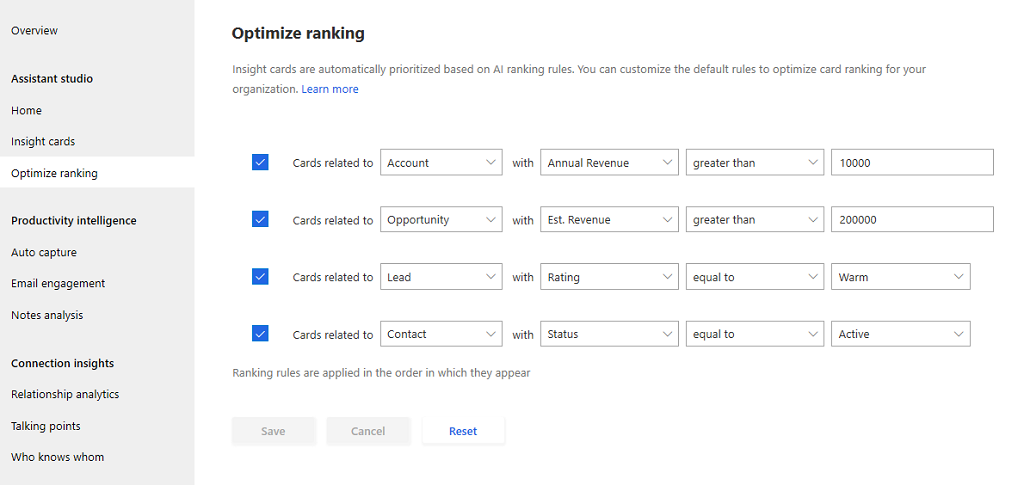 Overview
Assistant studio
Home
Insight cards
Optimize ranking
Productivity intelligence
Auto capture
Email engagement
Notes analysis
Connection insights
Relationship analytics
Talking points
Who knows whom
Optimize ranking
Insight cards are automatically prioritized based on AI ranking rules. You can customize the default rules to optimize card ranking for your
organization. Learn more
Cards related to Account with Annual Revenue greater than 10000
Cards related to Opportunity with Est. Revenue greater than 200000
Cards related to Lead with Rating equal to Warm
Cards related to Contact with Status equal to Active
Ranking rules are applied in the order in which they appear
Save Cancel Reset